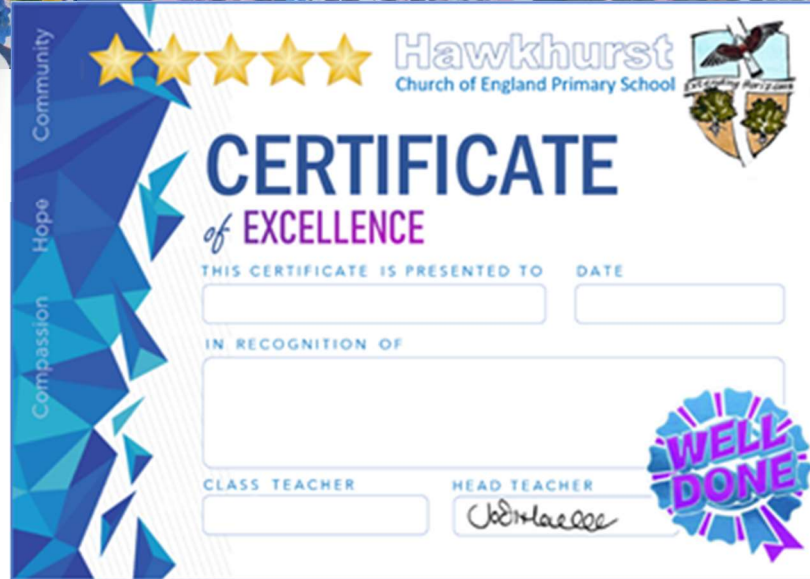 Community
Hope
Compassion
Hawkhurst
Church of England Primary School
Expanding Horizons
CERTIFICATE
of EXCELLENCE
THIS CERTIFICATE IS PRESENTED TO
DATE
IN RECOGNITION OF
CLASS TEACHER
HEAD TEACHER
WELL
DONE